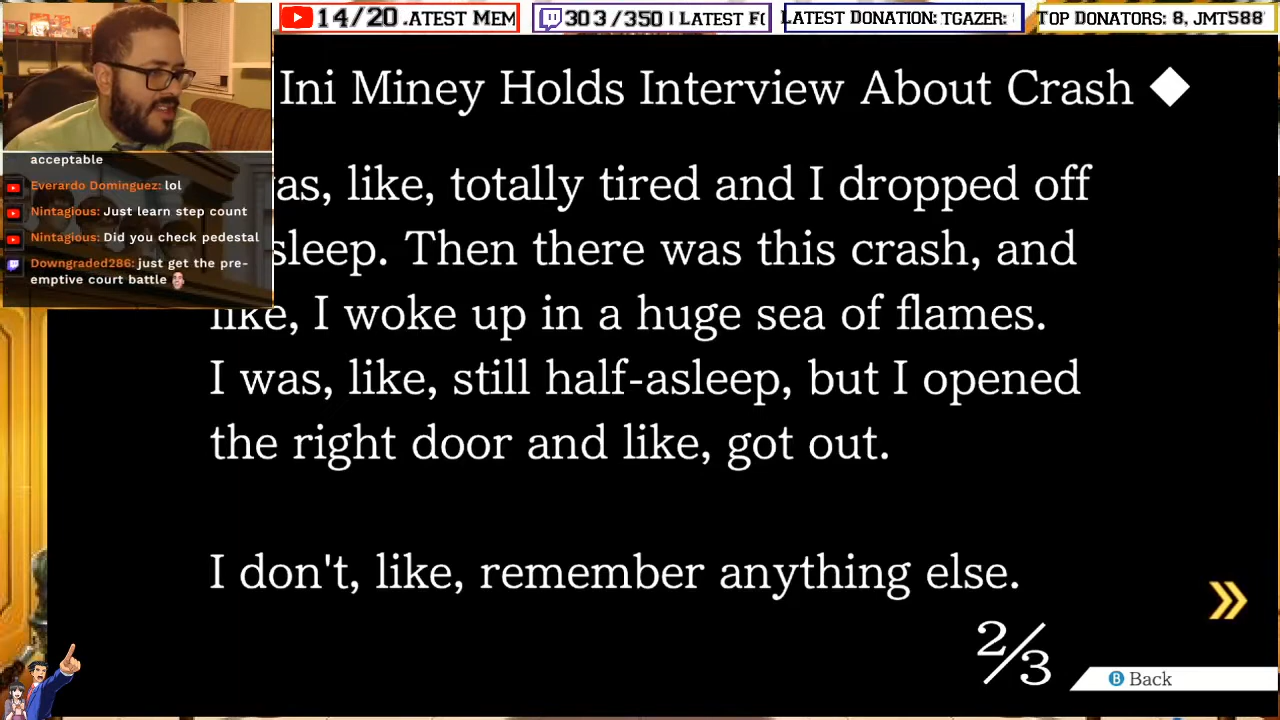 14/20 .ATEST MEM
303/350 | LATEST F
LATEST DONATION: TGAZER:
TOP DONATORS: 8, JMT588
Ini Miney Holds Interview About Crash ◆
acceptable
Everardo Dominguez: lol
Nintagious: Just learn step count
Nintagious: Did you check pedestal
Downgraded286: just get the pre-
emptive court battle
as, like, totally tired and I dropped off
sleep. Then there was this crash, and
like, I woke up in a huge sea of flames.
I was, like, still half-asleep, but I opened
the right door and like, got out.
I don't, like, remember anything else.
2/3
B Back